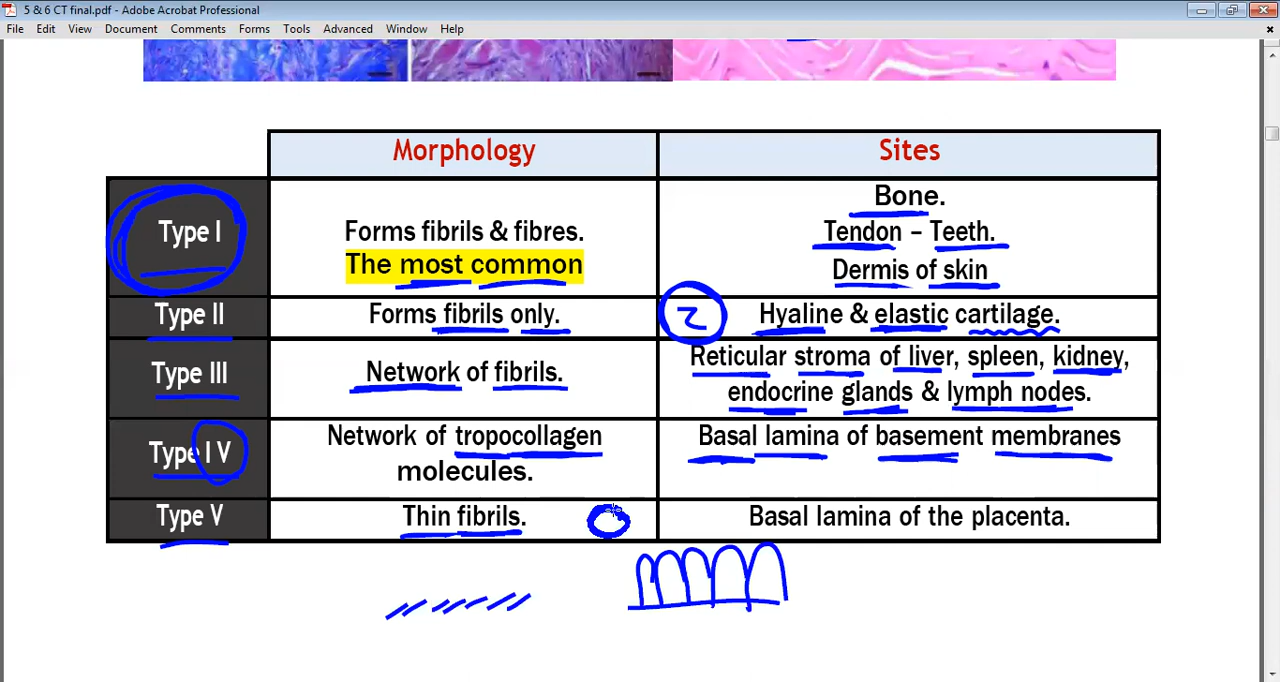 5 & 6 CT final.pdf - Adobe Acrobat Professional
File Edit View Document Comments Forms Tools Advanced Window Help
Morphology Sites
Type I
Forms fibrils & fibres.
The most common
Bone.
Tendon – Teeth.
Dermis of skin
Type II
Forms fibrils only.
2
Hyaline & elastic cartilage.
Type III
Network of fibrils.
Reticular stroma of liver, spleen, kidney,
endocrine glands & lymph nodes.
Type I V
Network of tropocollagen
molecules.
Basal lamina of basement membranes
Type V
Thin fibrils.
Basal lamina of the placenta.